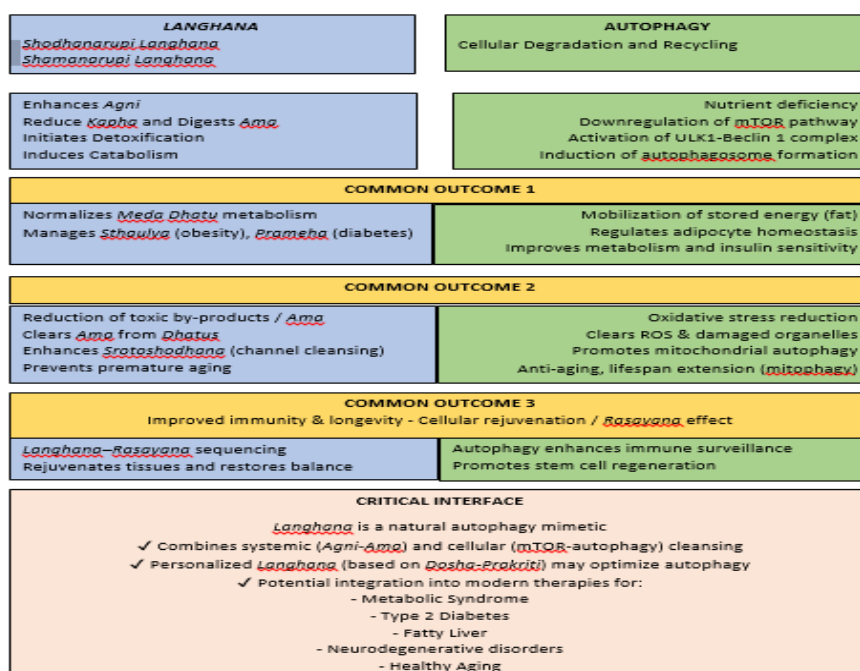 LANGHANA
Shodhanarupi Langhana
Shamanarupi Langhana
AUTOPHAGY
Cellular Degradation and Recycling
Enhances Agni
Reduce Kapha and Digests Ama
Initiates Detoxification
Induces Catabolism
Nutrient deficiency
Downregulation of mTOR pathway
Activation of ULK1-Beclin 1 complex
Induction of autophagosome formation
COMMON OUTCOME 1
Normalizes Meda Dhatu metabolism
Manages Sthaulya (obesity), Prameha (diabetes)
Mobilization of stored energy (fat)
Regulates adipocyte homeostasis
Improves metabolism and insulin sensitivity
COMMON OUTCOME 2
Reduction of toxic by-products / Ama
Clears Ama from Dhatus
Enhances Srotoshodhana (channel cleansing)
Prevents premature aging
Oxidative stress reduction
Clears ROS & damaged organelles
Promotes mitochondrial autophagy
Anti-aging, lifespan extension (mitophagy)
COMMON OUTCOME 3
Improved immunity & longevity - Cellular rejuvenation / Rasayana effect
Langhana–Rasayana sequencing
Rejuvenates tissues and restores balance
Autophagy enhances immune surveillance
Promotes stem cell regeneration
CRITICAL INTERFACE
Langhana is a natural autophagy mimetic
✓ Combines systemic (Agni-Ama) and cellular (mTOR-autophagy) cleansing
✓ Personalized Langhana (based on Dosha-Prakriti) may optimize autophagy
✓ Potential integration into modern therapies for:
- Metabolic Syndrome
- Type 2 Diabetes
- Fatty Liver
- Neurodegenerative disorders
- Healthy Aging